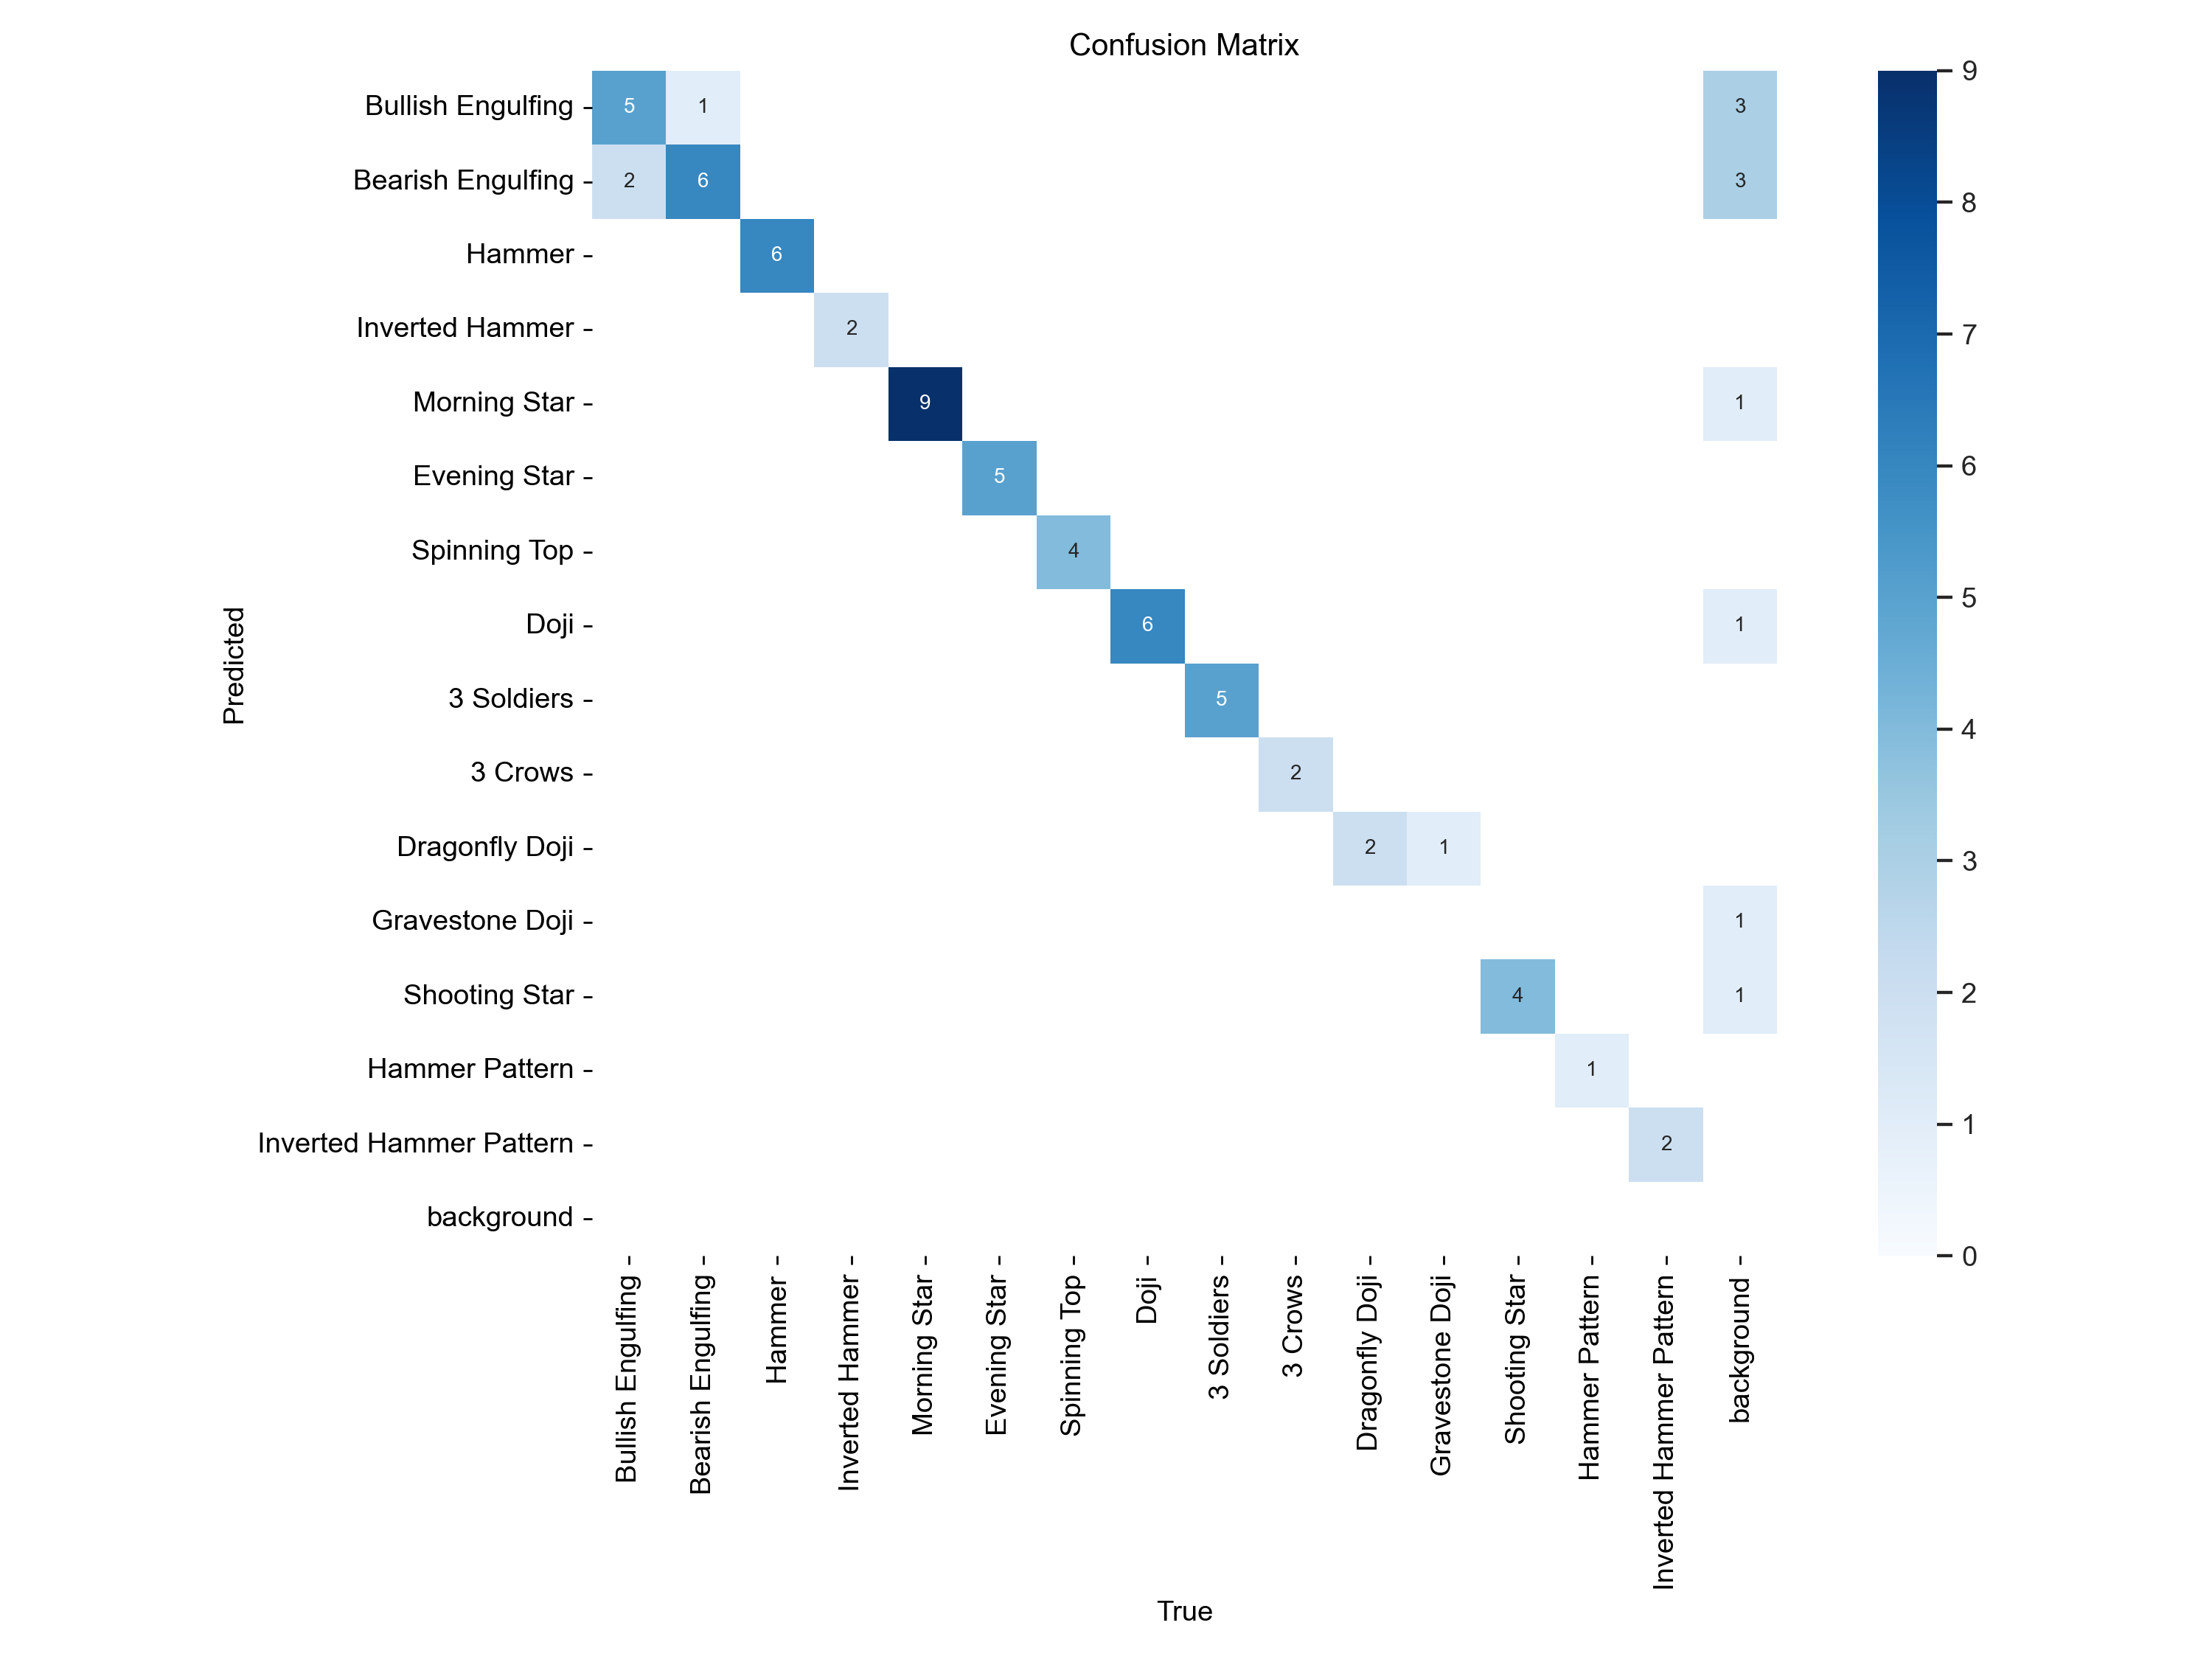 Confusion Matrix
Bullish Engulfing 5 1 3
Bearish Engulfing 2 6 3
Hammer 6
Inverted Hammer 2
Morning Star 9 1
Evening Star 5
Spinning Top 4
Doji 6 1
3 Soldiers 5
3 Crows 2
Dragonfly Doji 2 1
Gravestone Doji 1
Shooting Star 4 1
Hammer Pattern 1
Inverted Hammer Pattern 2
background
Predicted
Bullish Engulfing
Bearish Engulfing
Hammer
Inverted Hammer
Morning Star
Evening Star
Spinning Top
Doji
3 Soldiers
3 Crows
Dragonfly Doji
Gravestone Doji
Shooting Star
Hammer Pattern
Inverted Hammer Pattern
background
True
9
8
7
6
5
4
3
2
1
0